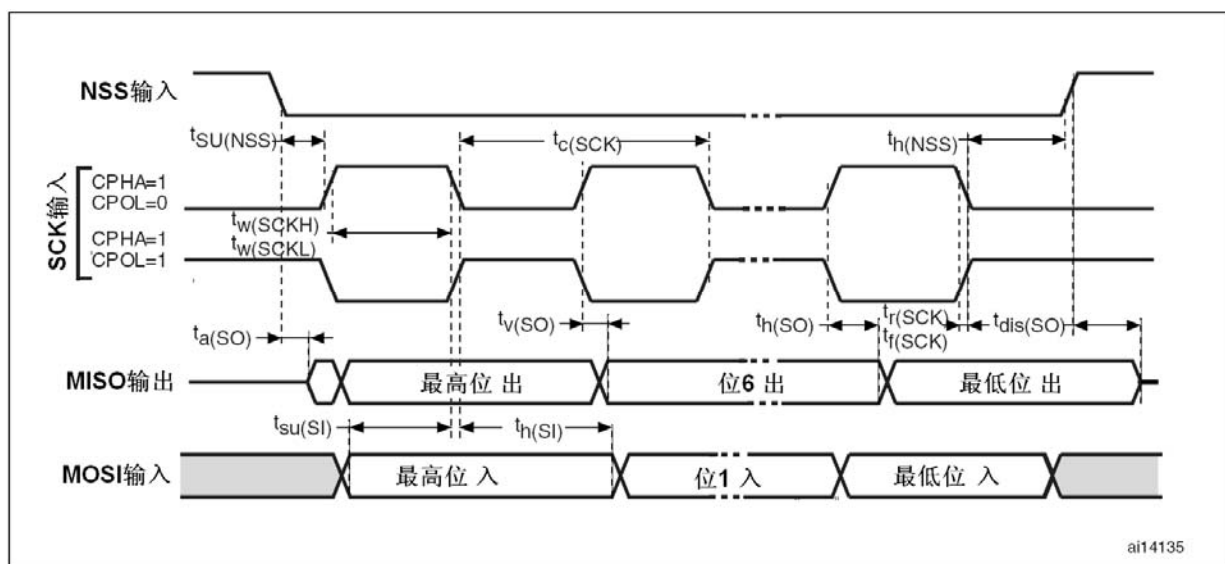 NSS输入
tSU(NSS)
tc(SCK)
th(NSS)
SCK输入
CPHA=1
CPOL=0
tw(SCKH)
CPHA=1
tw(SCKL)
CPOL=1
ta(SO)
tv(SO)
th(SO)
tr(SCK)
tf(SCK)
tdis(SO)
MISO输出
最高位 出
位6 出
最低位 出
tsu(SI)
th(SI)
MOSI输入
最高位 入
位1 入
最低位 入
ai14135